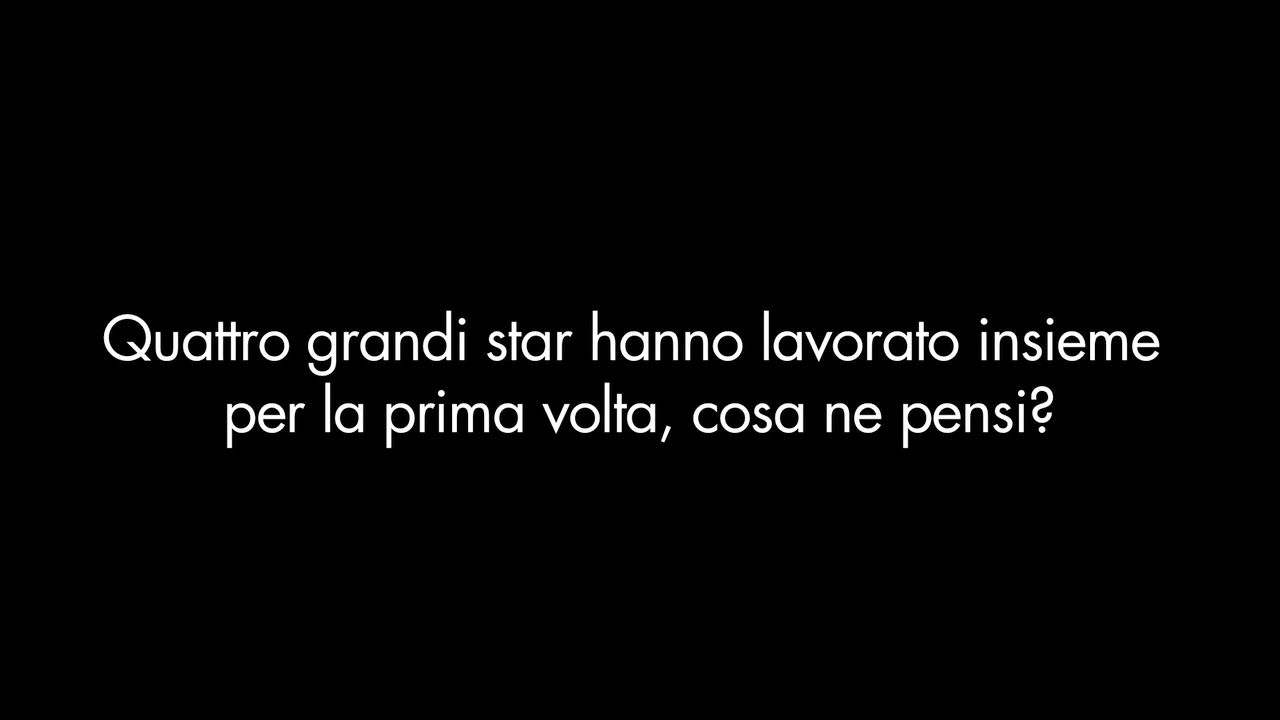 Quattro grandi star hanno lavorato insieme
per la prima volta, cosa ne pensi?